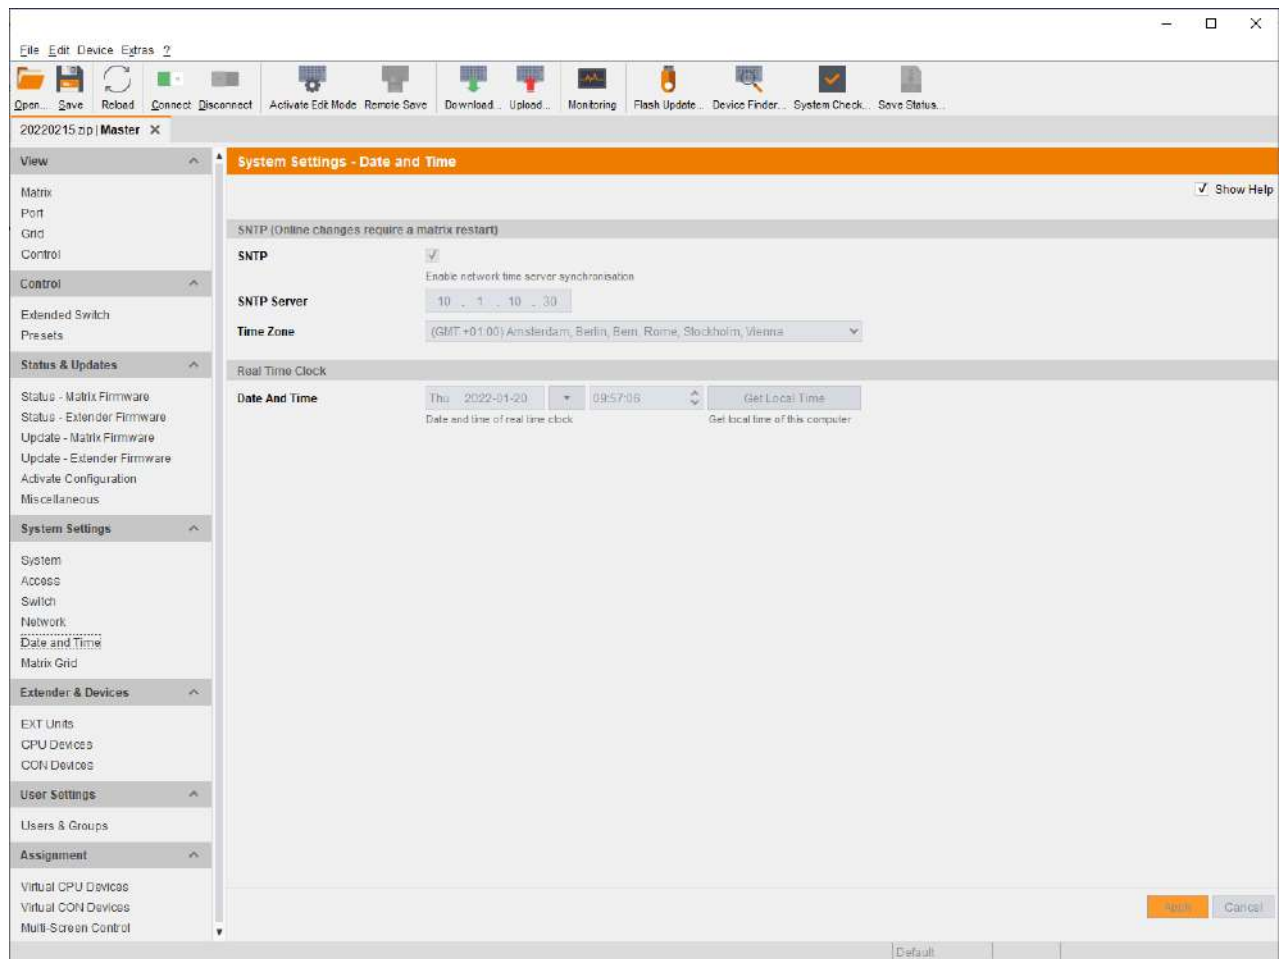 File Edit Device Extras ?
Open... Save Reload Connect Disconnect Activate Edit Mode Remote Save Download... Upload... Monitoring Flash Update... Device Finder... System Check... Save Status...
20220215.zip | Master X
View
Matrix
Port
Grid
Control
Control
Extended Switch
Presets
Status & Updates
Status - Matrix Firmware
Status - Extender Firmware
Update - Matrix Firmware
Update - Extender Firmware
Activate Configuration
Miscellaneous
System Settings
System
Access
Switch
Network
Date and Time
Matrix Grid
Extender & Devices
EXT Units
CPU Devices
CON Devices
User Settings
Users & Groups
Assignment
Virtual CPU Devices
Virtual CON Devices
Multi-Screen Control
System Settings - Date and Time
Show Help
SNTP (Online changes require a matrix restart)
SNTP
Enable network time server synchronisation
SNTP Server 10 . 1 . 10 . 30
Time Zone (GMT +01:00) Amsterdam, Berlin, Bern, Rome, Stockholm, Vienna
Real Time Clock
Date And Time Thu 2022-01-20 09:57:06 Get Local Time
Date and time of real time clock Get local time of this computer
Apply Cancel
Default